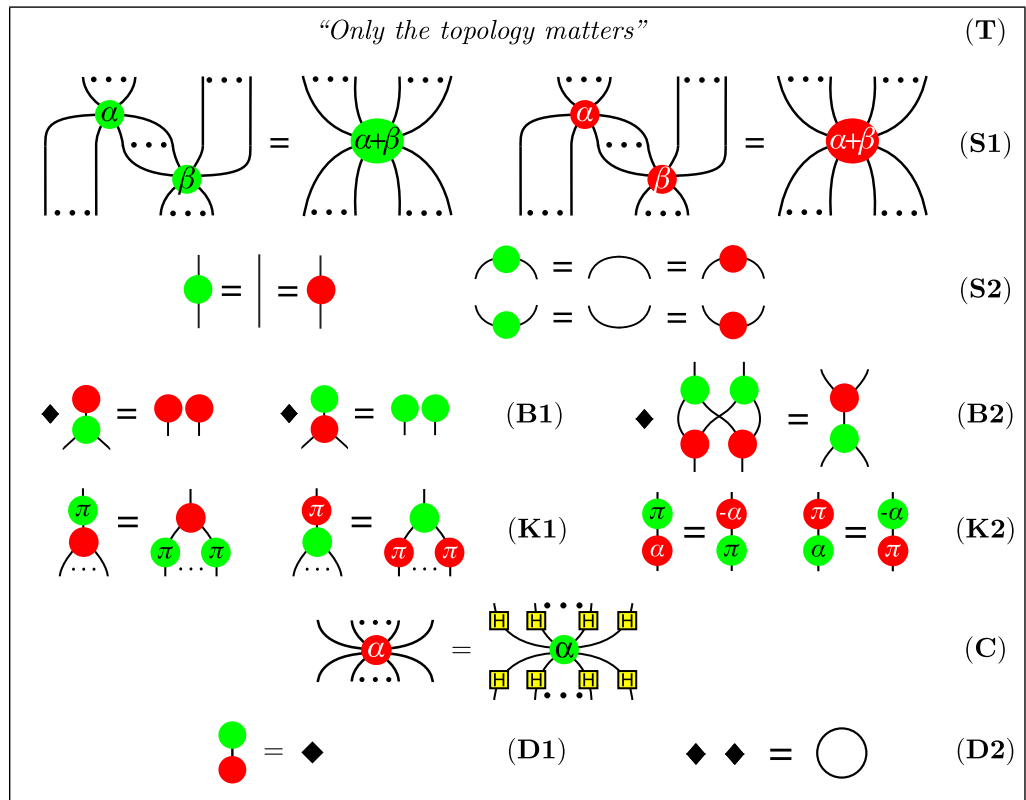 “Only the topology matters” (T)
α α
α+β α+β (S1)
β β
= =
= = = = (S2)
= =
= = (B1) = (B2)
π = π π π = π π (K1) π α = -α π π α = -α π (K2)
H H H H
α = α (C)
H H H H
= (D1) = (D2)